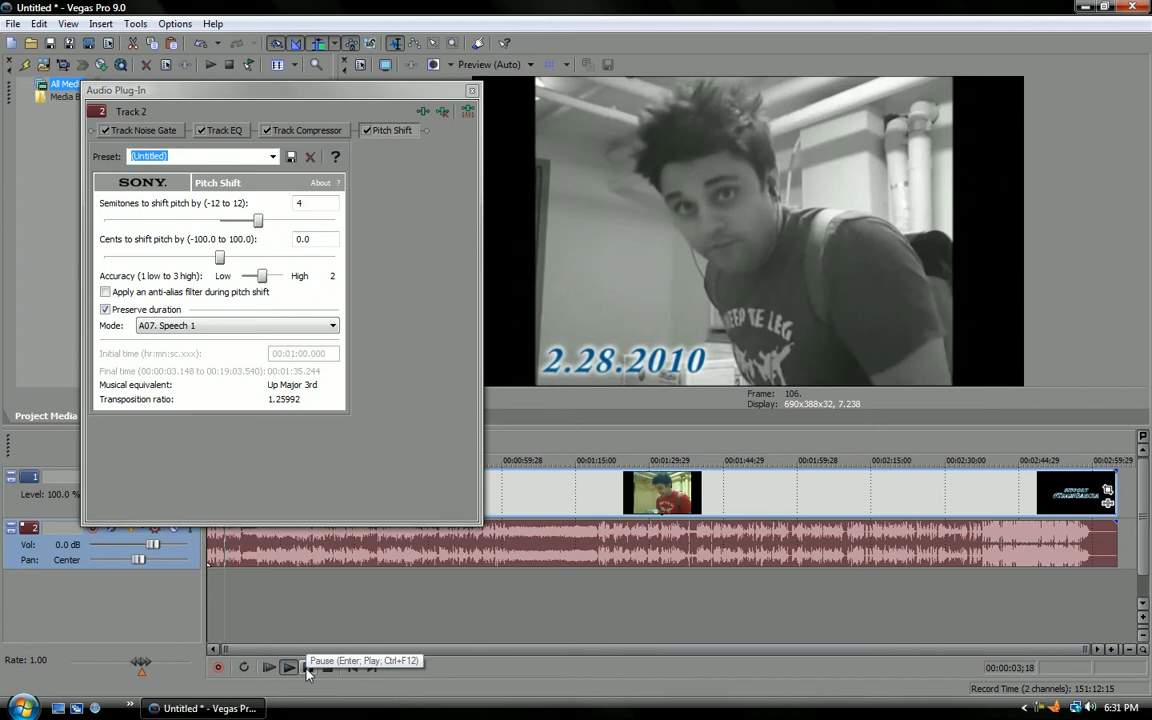 Untitled * - Vegas Pro 9.0
File Edit View Insert Tools Options Help
Preview (Auto)
All Med
Media B
Audio Plug-In
2 Track 2
Track Noise Gate
Track EQ
Track Compressor
Pitch Shift
Preset: (Untitled)
SONY. Pitch Shift About ?
Semitones to shift pitch by (-12 to 12): 4
Cents to shift pitch by (-100.0 to 100.0): 0.0
Accuracy (1 low to 3 high): Low High 2
Apply an anti-alias filter during pitch shift
Preserve duration
Mode: A07. Speech 1
Initial time (hr:mn:sc.xxx): 00:01:00.000
Final time (00:00:03.148 to 00:19:03.540): 00:01:35.244
Musical equivalent: Up Major 3rd
Transposition ratio: 1.25992
2.28.2010
Frame: 106.
Display: 690x388x32, 7.238
Project Media
00:00:59;28 00:01:15;00 00:01:29;29 00:01:44;29 00:01:59;28 00:02:15;00 00:02:30;00 00:02:44;29 00:02:59;29
1
Level: 100.0 %
2
Vol: 0.0 dB
Pan: Center
Rate: 1.00
Pause (Enter; Play; Ctrl+F12)
00:00:03;18
Record Time (2 channels): 151:12:15
Untitled * - Vegas Pr...
6:31 PM